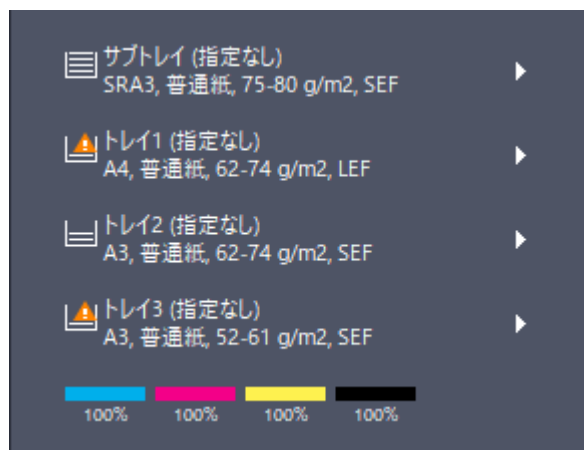 サブトレイ (指定なし)
SRA3, 普通紙, 75-80 g/m2, SEF
トレイ1 (指定なし)
A4, 普通紙, 62-74 g/m2, LEF
トレイ2 (指定なし)
A3, 普通紙, 62-74 g/m2, SEF
トレイ3 (指定なし)
A3, 普通紙, 52-61 g/m2, SEF
100% 100% 100% 100%